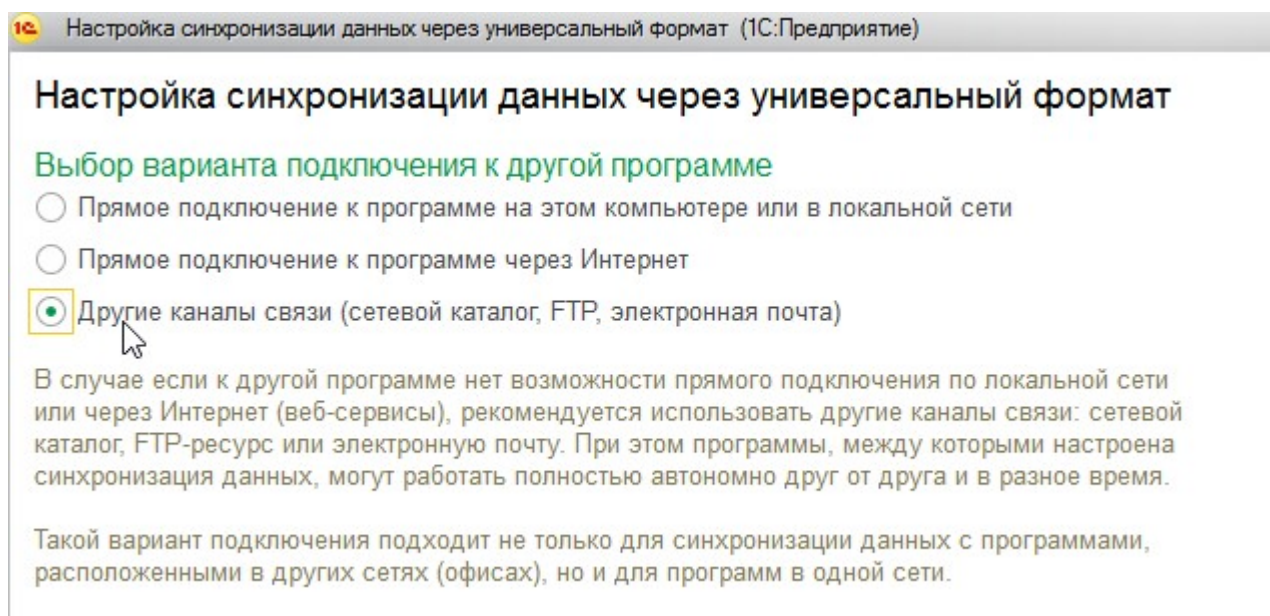 1С Настройка синхронизации данных через универсальный формат (1С:Предприятие)
Настройка синхронизации данных через универсальный формат
Выбор варианта подключения к другой программе
Прямое подключение к программе на этом компьютере или в локальной сети
Прямое подключение к программе через Интернет
Другие каналы связи (сетевой каталог, FTP, электронная почта)
В случае если к другой программе нет возможности прямого подключения по локальной сети
или через Интернет (веб-сервисы), рекомендуется использовать другие каналы связи: сетевой
каталог, FTP-ресурс или электронную почту. При этом программы, между которыми настроена
синхронизация данных, могут работать полностью автономно друг от друга и в разное время.
Такой вариант подключения подходит не только для синхронизации данных с программами,
расположенными в других сетях (офисах), но и для программ в одной сети.